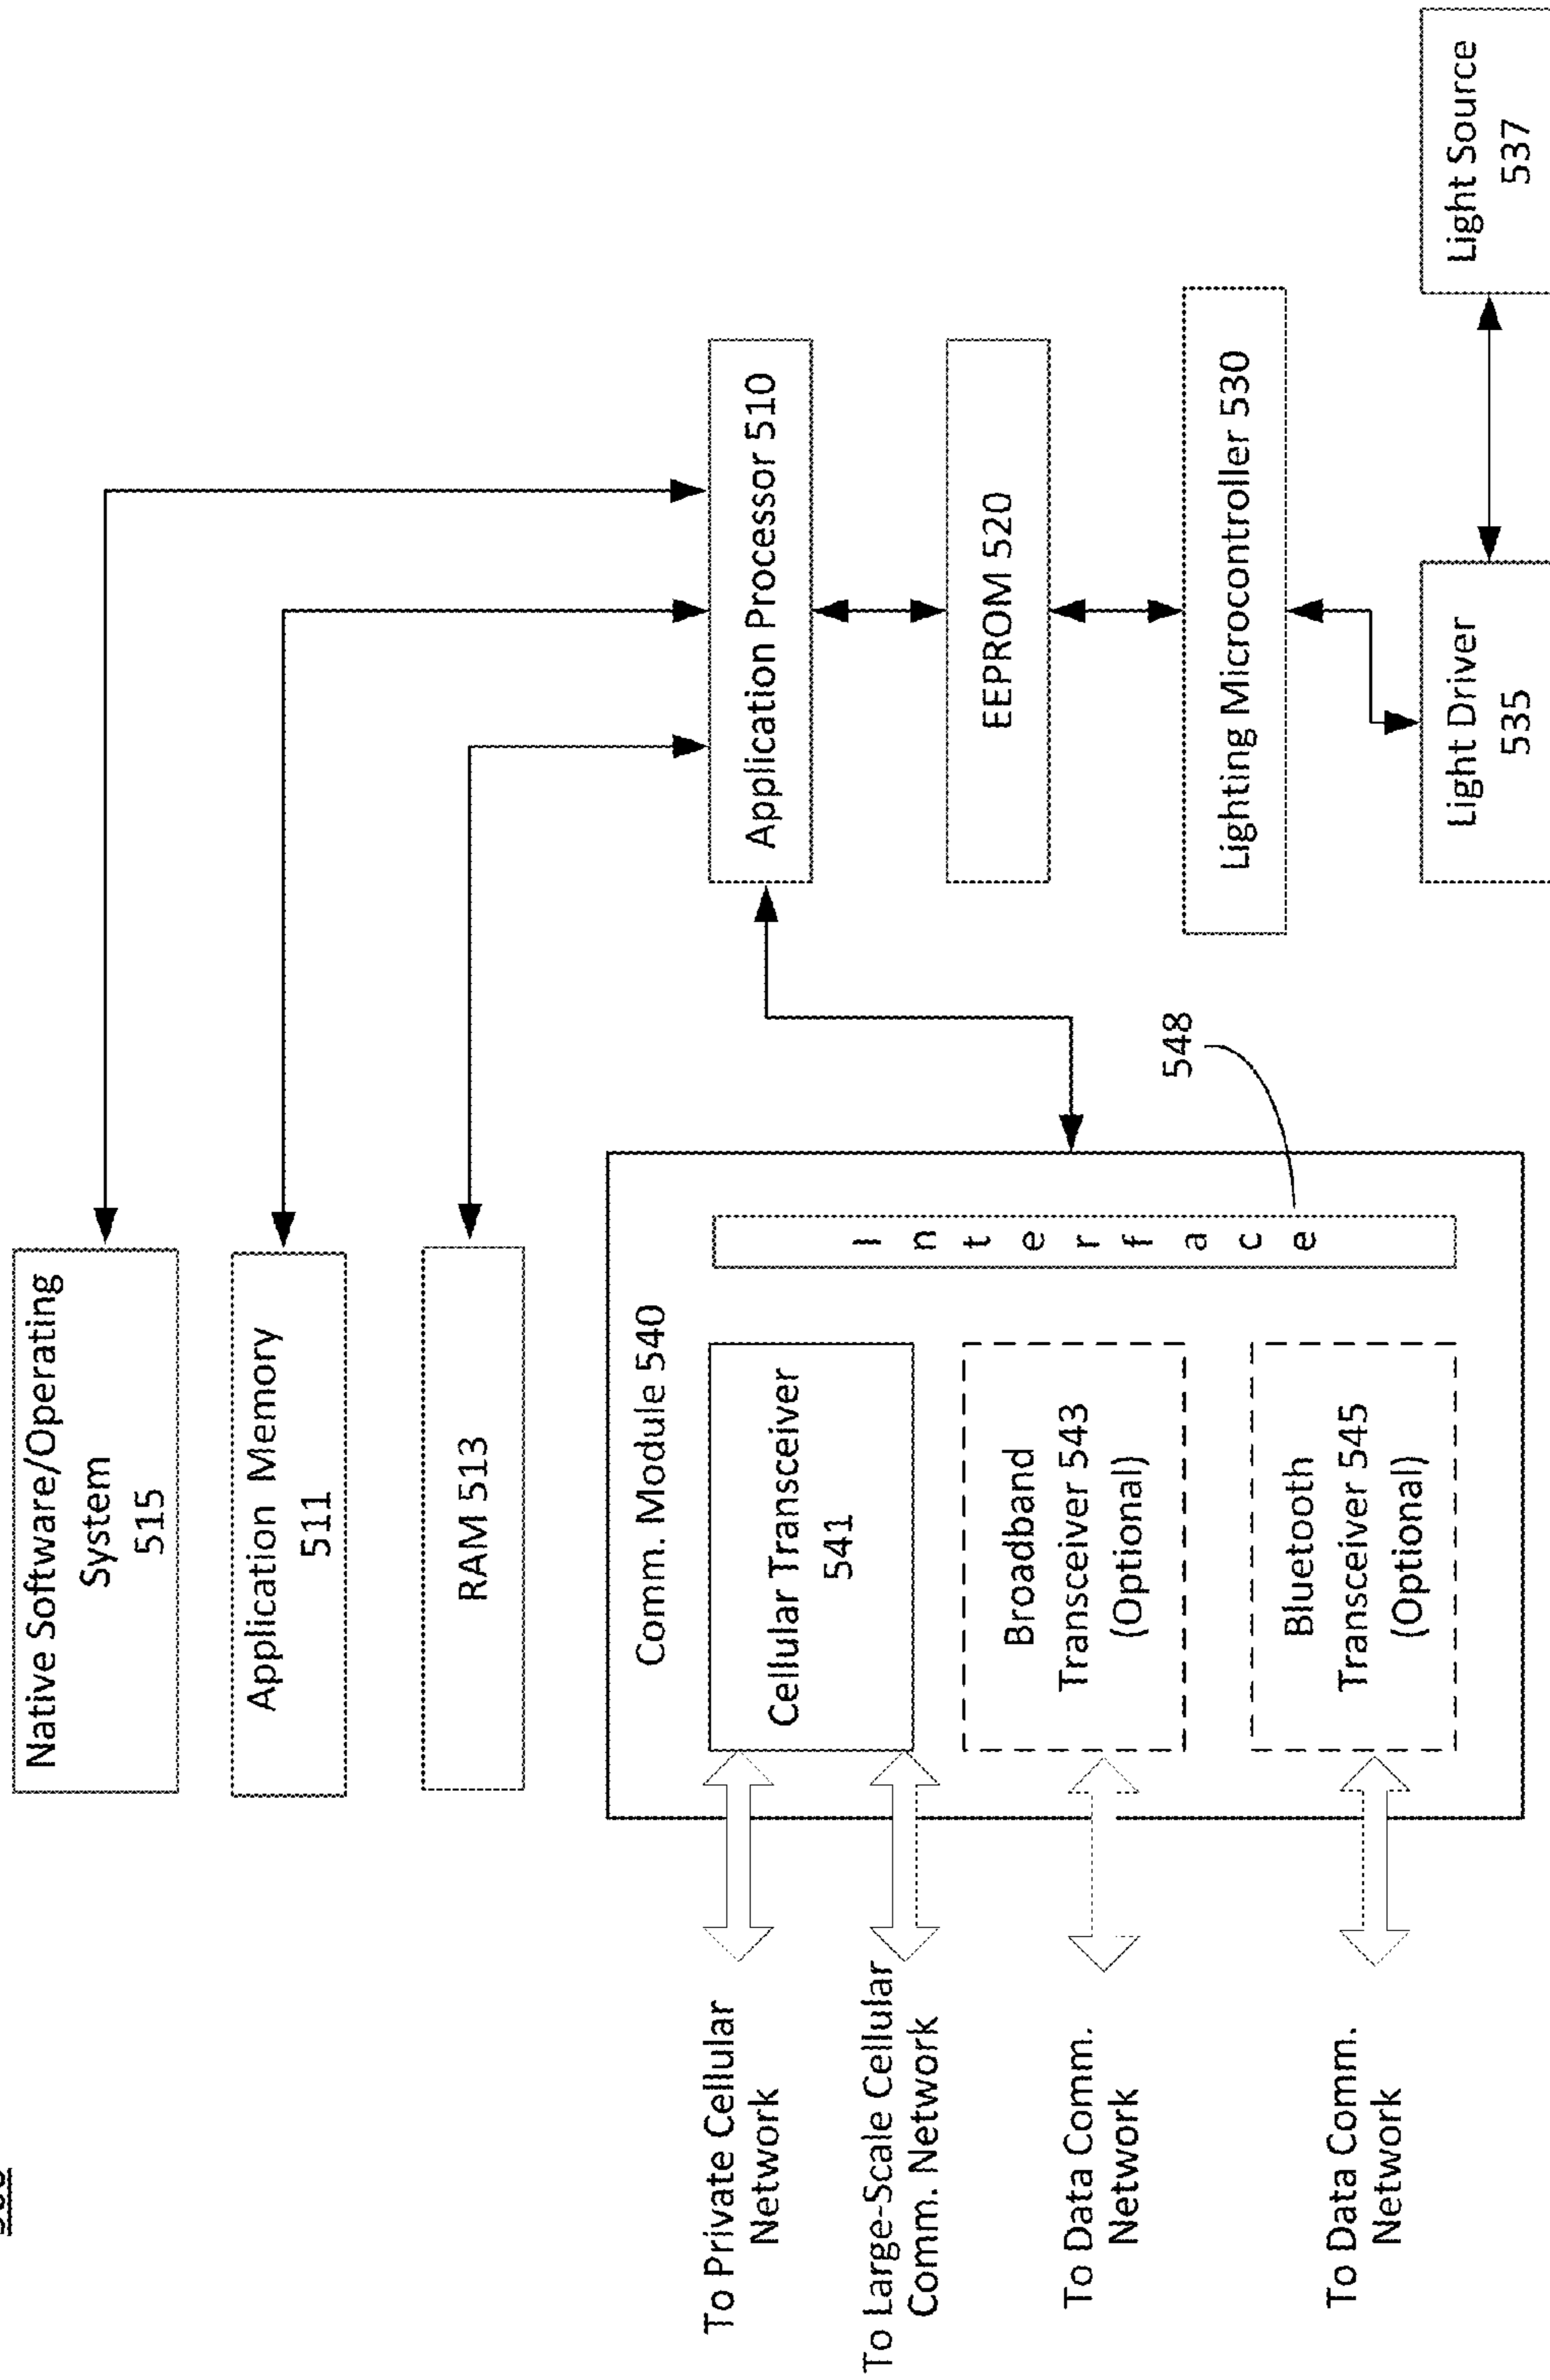 Native Software/Operating
System
515
Application Memory
511
RAM 513
Comm. Module 540
Cellular Transceiver
541
Broadband
Transceiver 543
(Optional)
Bluetooth
Transceiver 545
(Optional)
Interface
548
To Private Cellular
Network
To Large-Scale Cellular
Comm. Network
To Data Comm.
Network
To Data Comm.
Network
Application Processor 510
EEPROM 520
Lighting Microcontroller 530
Light Driver
535
Light Source
537